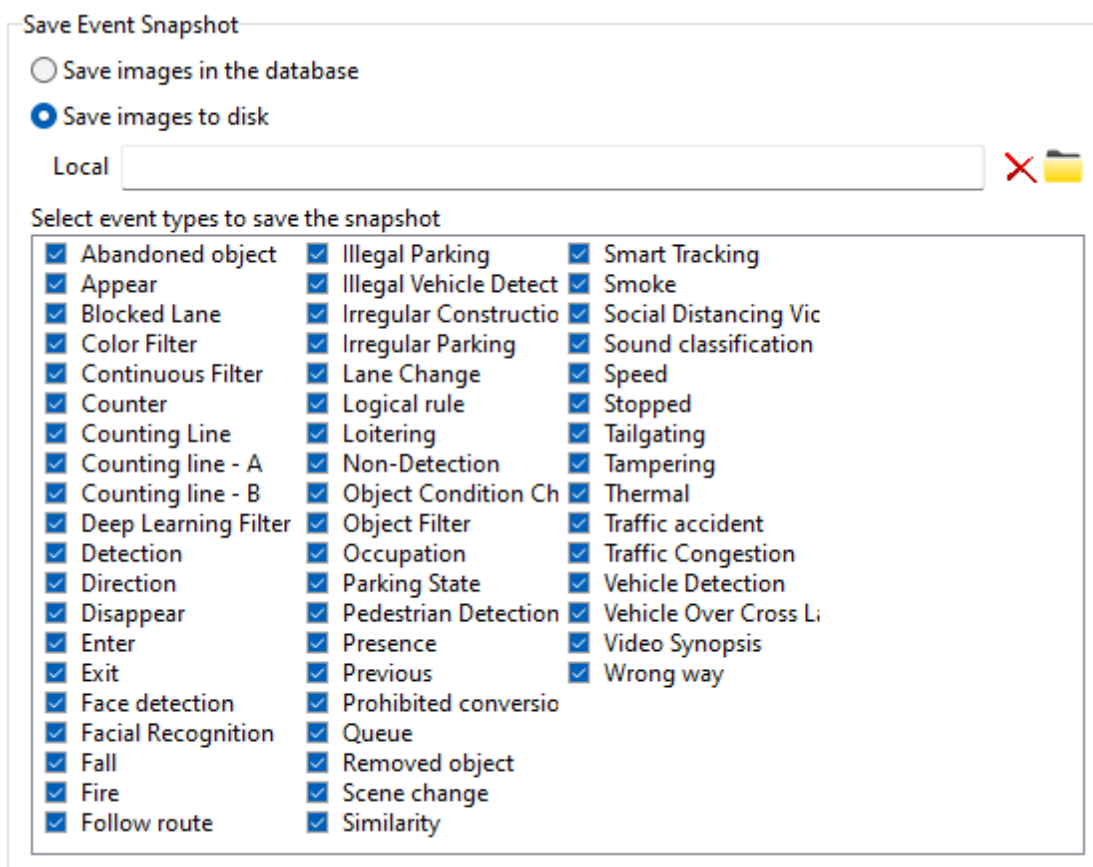 Save Event Snapshot
Save images in the database
Save images to disk
Local
Select event types to save the snapshot
Abandoned object
Appear
Blocked Lane
Color Filter
Continuous Filter
Counter
Counting Line
Counting line - A
Counting line - B
Deep Learning Filter
Detection
Direction
Disappear
Enter
Exit
Face detection
Facial Recognition
Fall
Fire
Follow route
Illegal Parking
Illegal Vehicle Detect
Irregular Constructio
Irregular Parking
Lane Change
Logical rule
Loitering
Non-Detection
Object Condition Ch
Object Filter
Occupation
Parking State
Pedestrian Detection
Presence
Previous
Prohibited conversio
Queue
Removed object
Scene change
Similarity
Smart Tracking
Smoke
Social Distancing Vic
Sound classification
Speed
Stopped
Tailgating
Tampering
Thermal
Traffic accident
Traffic Congestion
Vehicle Detection
Vehicle Over Cross La
Video Synopsis
Wrong way